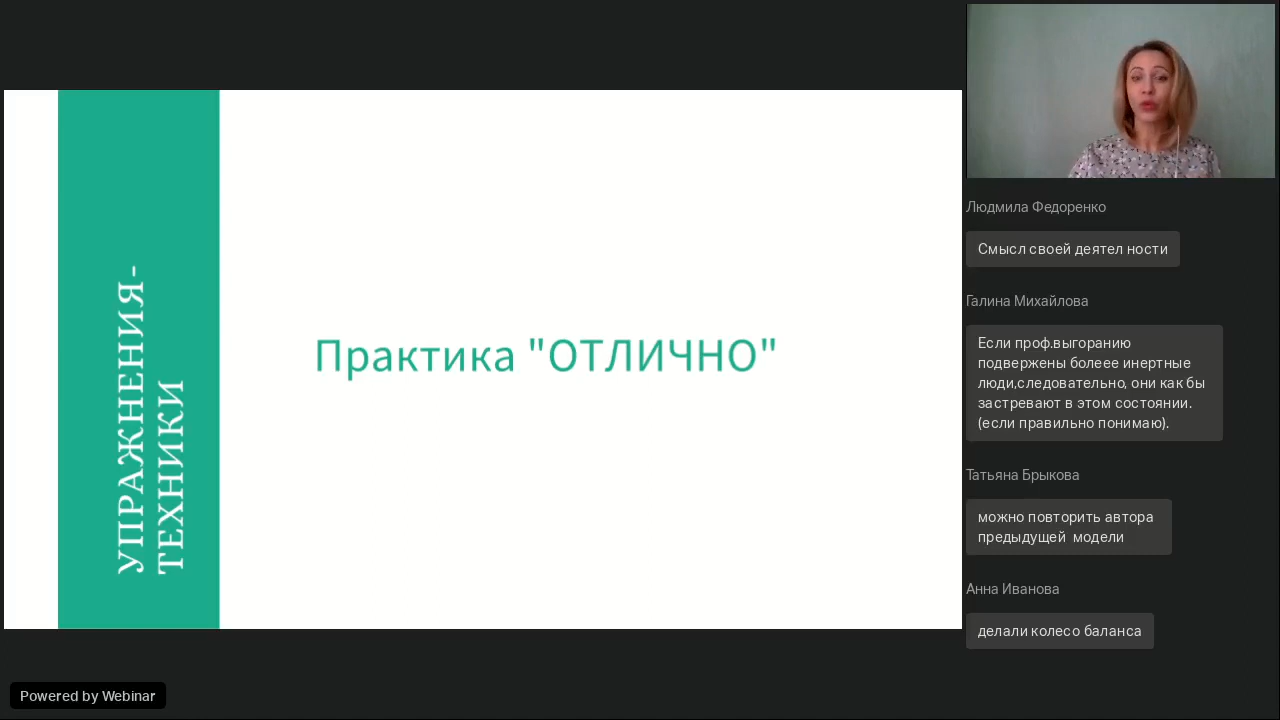 УПРАЖНЕНИЯ-
ТЕХНИКИ
Практика "ОТЛИЧНО"
Людмила Федоренко
Смысл своей деятел ности
Галина Михайлова
Если проф.выгоранию
подвержены болеее инертные
люди,следовательно, они как бы
застревают в этом состоянии.
(если правильно понимаю).
Татьяна Брыкова
можно повторить автора
предыдущей  модели
Анна Иванова
делали колесо баланса
Powered by Webinar